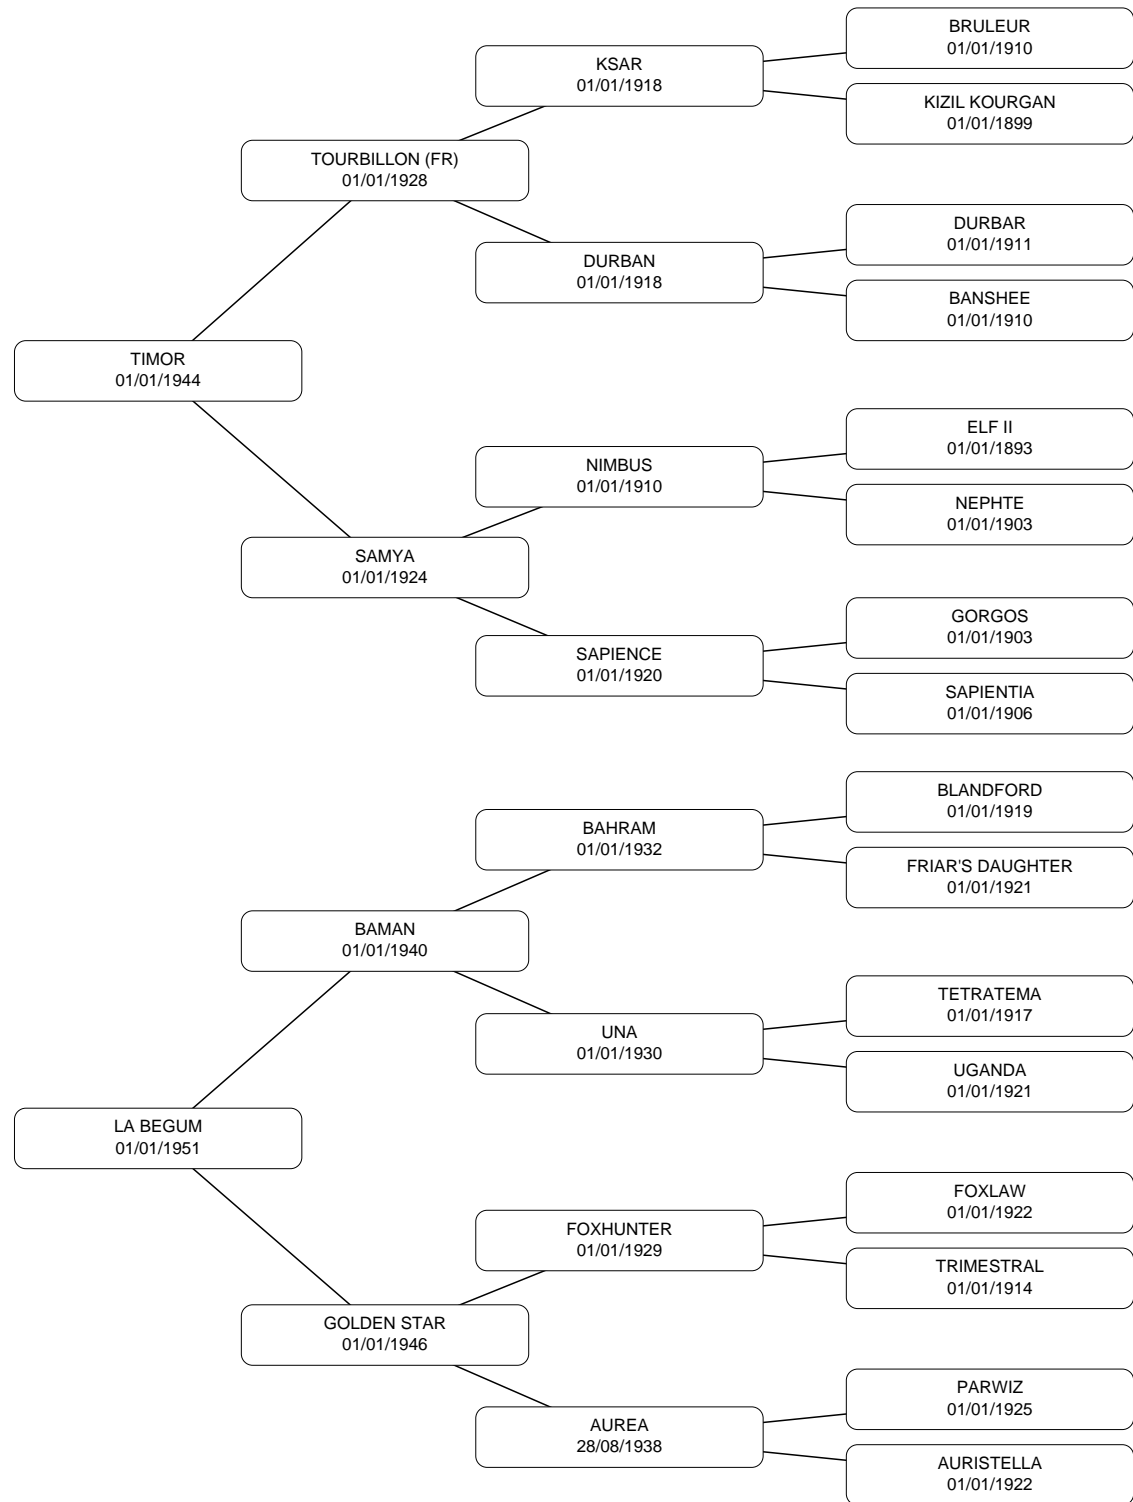 BRULEUR
01/01/1910
KSAR
01/01/1918
KIZIL KOURGAN
01/01/1899
TOURBILLON (FR)
01/01/1928
DURBAR
01/01/1911
DURBAN
01/01/1918
BANSHEE
01/01/1910
TIMOR
01/01/1944
ELF II
01/01/1893
NIMBUS
01/01/1910
NEPHTE
01/01/1903
SAMYA
01/01/1924
GORGOS
01/01/1903
SAPIENCE
01/01/1920
SAPIENTIA
01/01/1906
BLANDFORD
01/01/1919
BAHRAM
01/01/1932
FRIAR'S DAUGHTER
01/01/1921
BAMAN
01/01/1940
TETRATEMA
01/01/1917
UNA
01/01/1930
UGANDA
01/01/1921
LA BEGUM
01/01/1951
FOXLAW
01/01/1922
FOXHUNTER
01/01/1929
TRIMESTRAL
01/01/1914
GOLDEN STAR
01/01/1946
PARWIZ
01/01/1925
AUREA
28/08/1938
AURISTELLA
01/01/1922